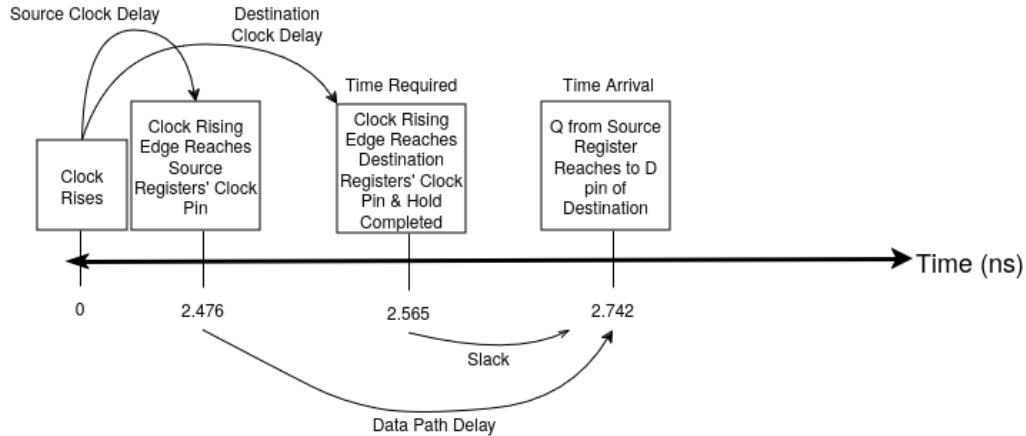 Source Clock Delay
Destination
Clock Delay
Time Required
Time Arrival
Clock
Rises
Clock Rising
Edge Reaches
Source
Registers' Clock
Pin
Clock Rising
Edge Reaches
Destination
Registers' Clock
Pin & Hold
Completed
Q from Source
Register
Reaches to D
pin of
Destination
Time (ns)
0
2.476
2.565
2.742
Slack
Data Path Delay